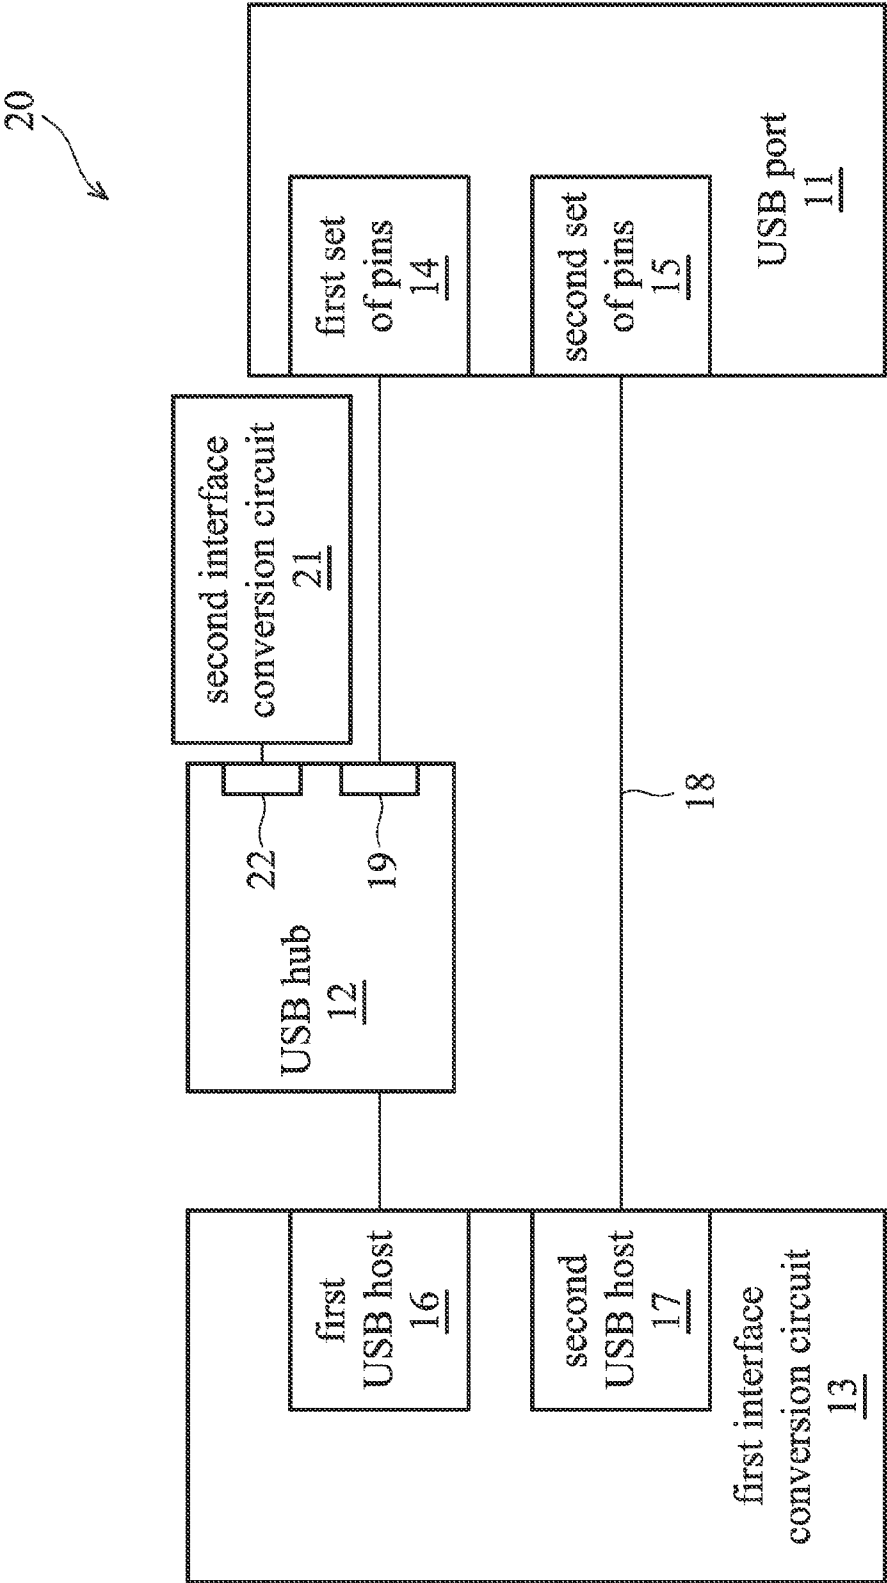 20
first set
of pins
14
second set
of pins
15
USB port
11
second interface
conversion circuit
21
22
19
USB hub
12
18
first
USB host
16
second
USB host
17
first interface
conversion circuit
13